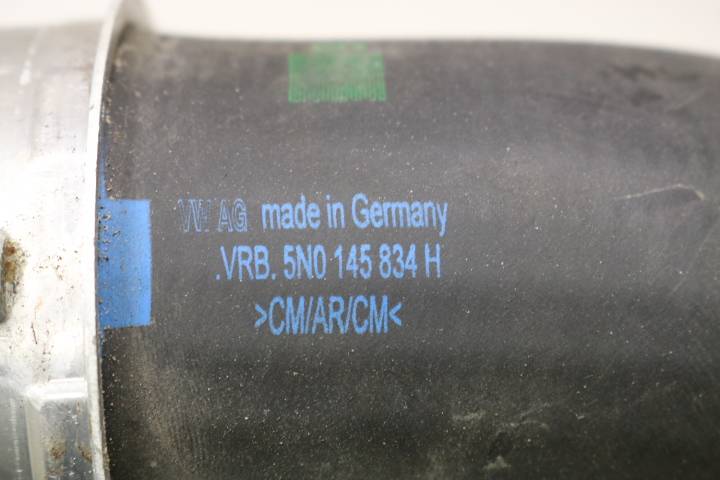 VW AG made in Germany
.VRB. 5N0 145 834 H
>CM/AR/CM<